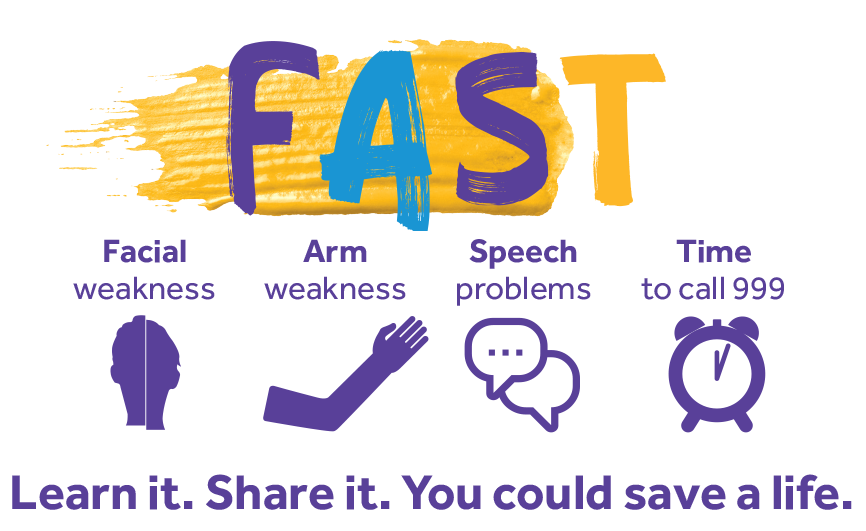 FAST
Facial
weakness
Arm
weakness
Speech
problems
Time
to call 999
Learn it. Share it. You could save a life.